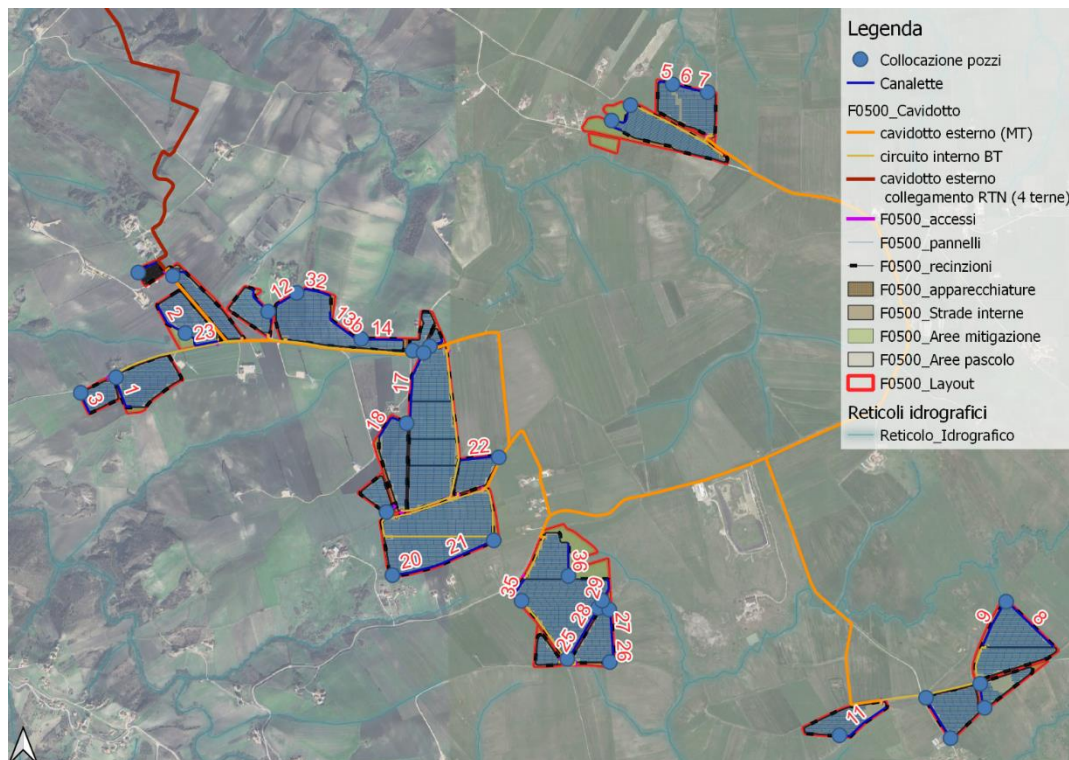 Legenda
Collocazione pozzi
Canalette
F0500_Cavidotto
cavidotto esterno (MT)
circuito interno BT
cavidotto esterno
collegamento RTN (4 terne)
F0500_accessi
F0500_pannelli
F0500_recinzioni
F0500_apparecchiature
F0500_Strade interne
F0500_Aree mitigazione
F0500_Aree pascolo
F0500_Layout
Reticoli idrografici
Reticolo_Idrografico
5
6
7
12
32
13b
14
2
23
3
1
17
18
22
20
21
36
35
29
28
27
25
26
9
8
11